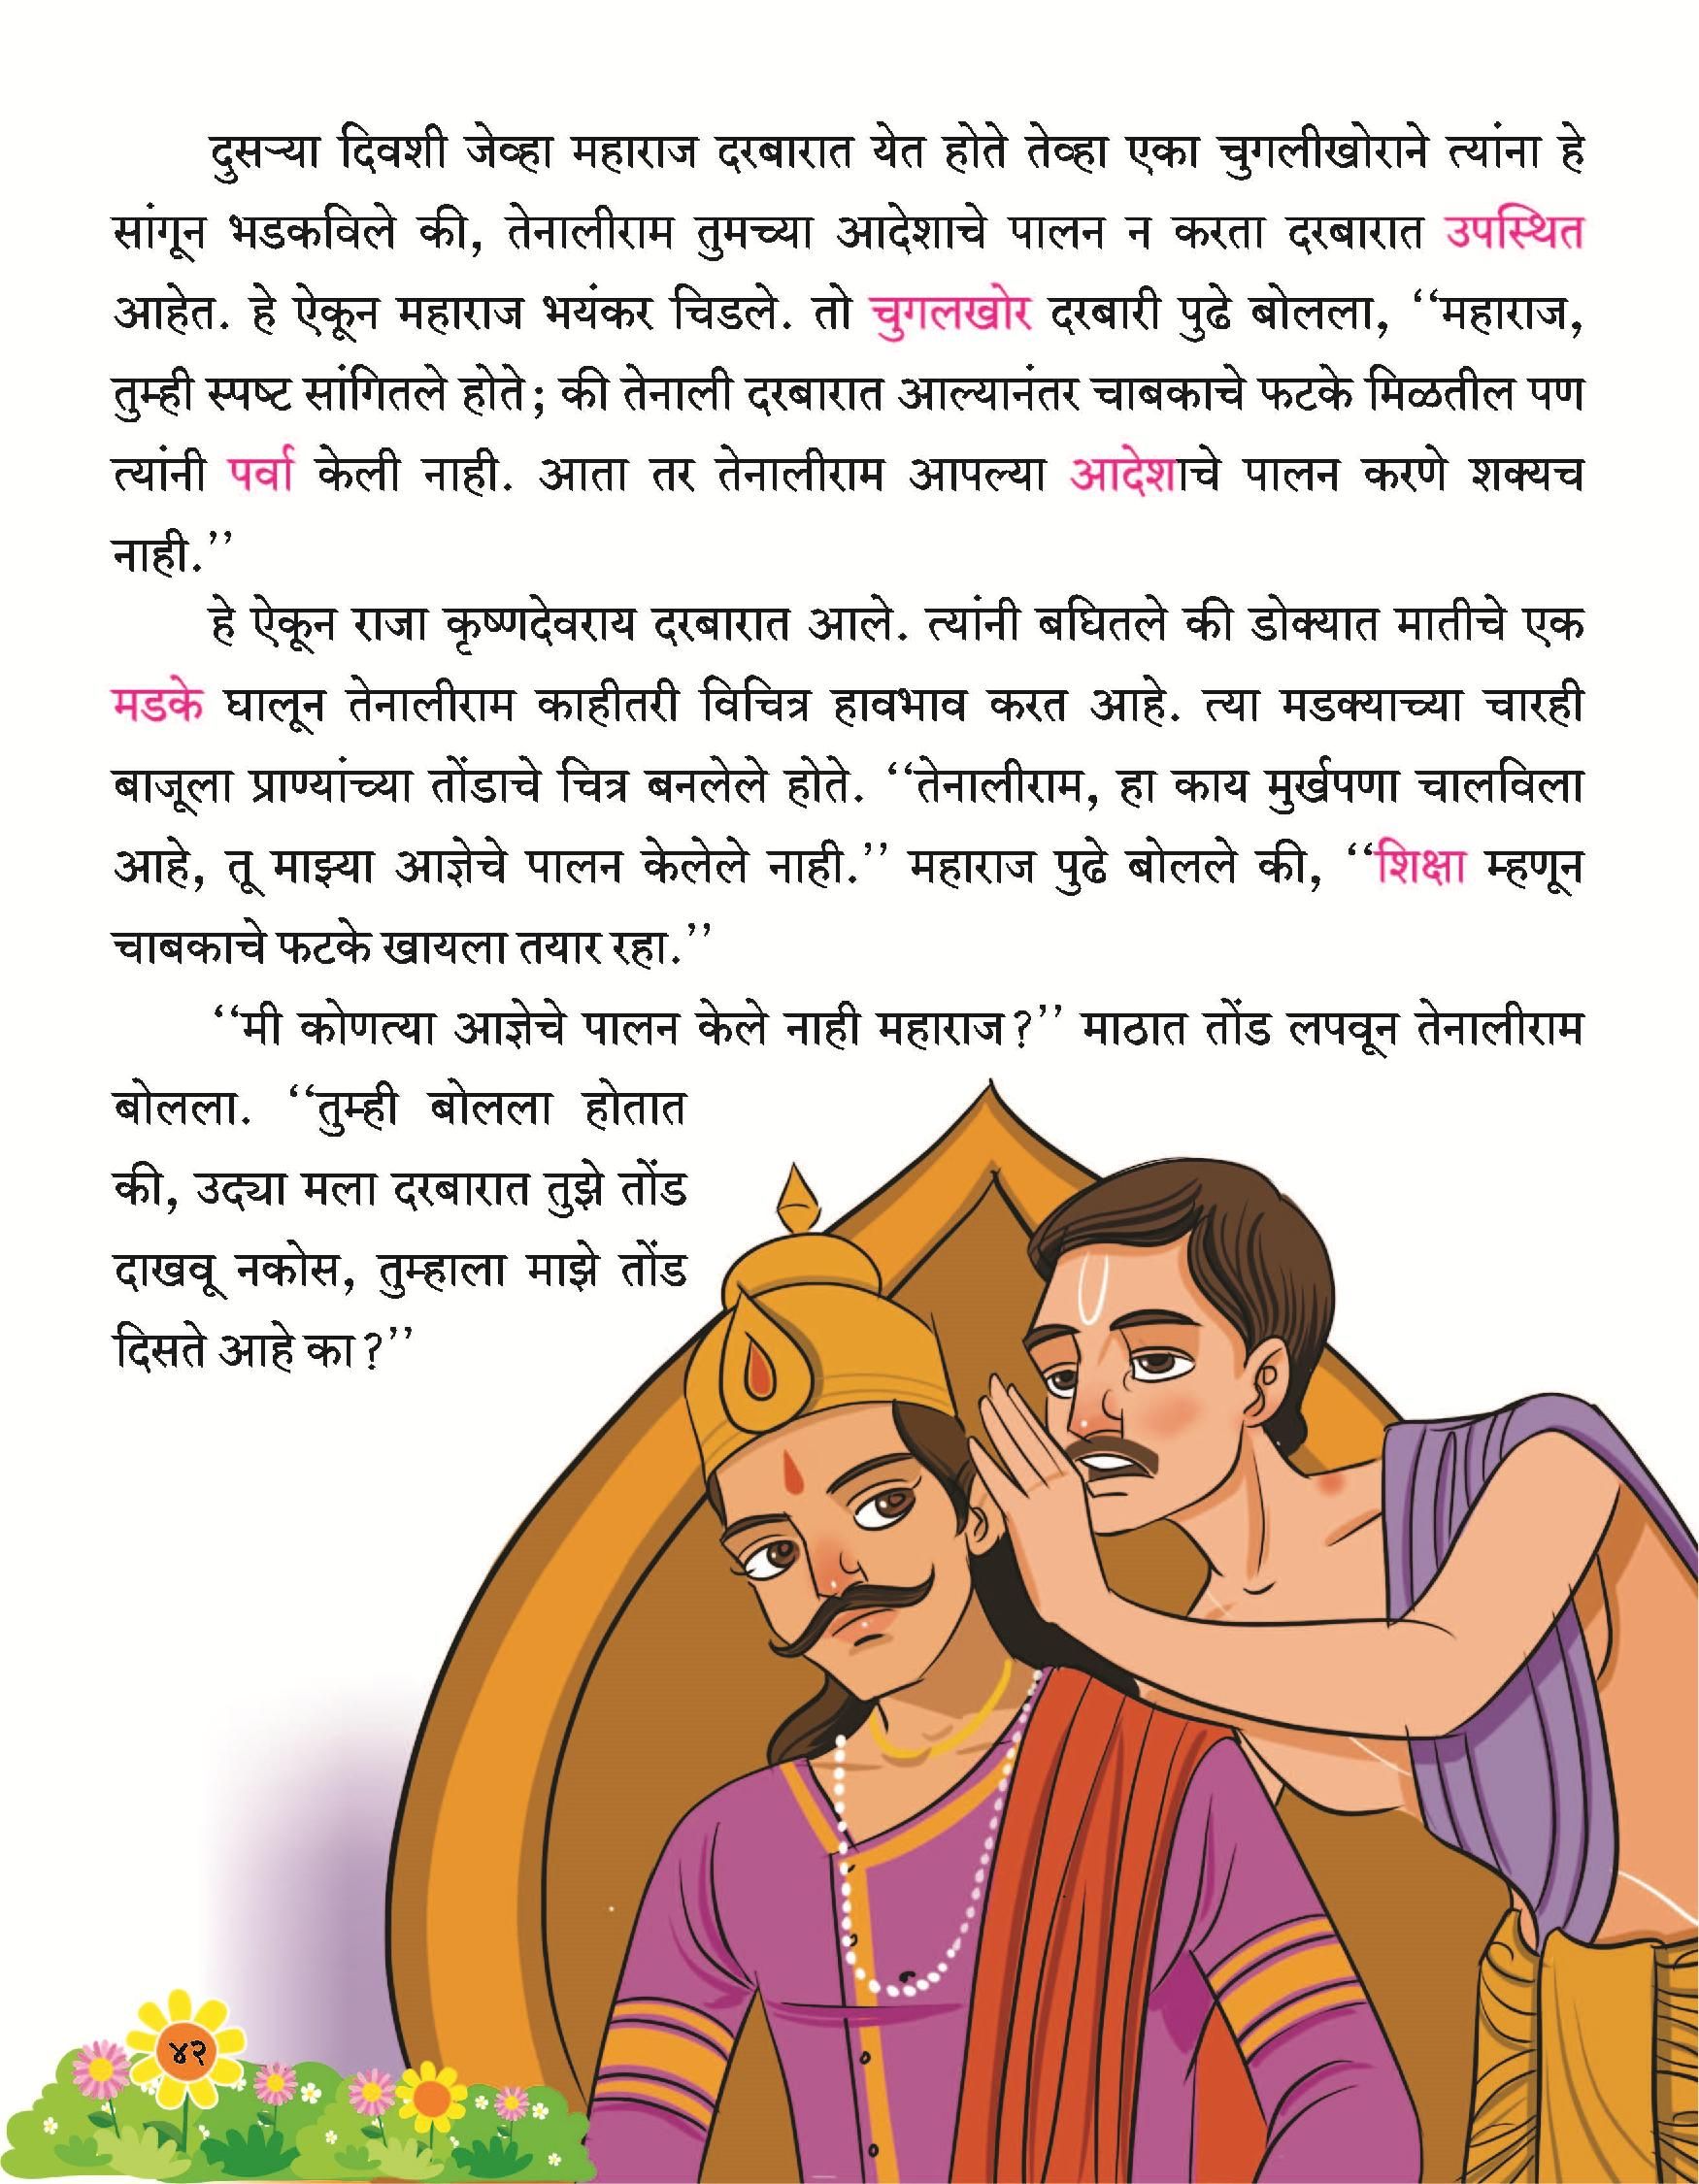 दुसऱ्या दिवशी जेव्हा महाराज दरबारात येत होते तेव्हा एका चुगलीखोराने त्यांना हे
सांगून भडकविले की, तेनालीराम तुमच्या आदेशाचे पालन न करता दरबारात उपस्थित
आहेत. हे ऐकून महाराज भयंकर चिडले. तो चुगलखोर दरबारी पुढे बोलला, ‘‘महाराज,
तुम्ही स्पष्ट सांगितले होते; की तेनाली दरबारात आल्यानंतर चाबकाचे फटके मिळतील पण
त्यांनी पर्वा केली नाही. आता तर तेनालीराम आपल्या आदेशाचे पालन करणे शक्यच
नाही.’’
हे ऐकून राजा कृष्णदेवराय दरबारात आले. त्यांनी बघितले की डोक्यात मातीचे एक
मडके घालून तेनालीराम काहीतरी विचित्र हावभाव करत आहे. त्या मडक्याच्या चारही
बाजूला प्राण्यांच्या तोंडाचे चित्र बनलेले होते. ‘‘तेनालीराम, हा काय मुर्खपणा चालविला
आहे, तू माझ्या आज्ञेचे पालन केलेले नाही.’’ महाराज पुढे बोलले की, ‘‘शिक्षा म्हणून
चाबकाचे फटके खायला तयार रहा.’’
‘‘मी कोणत्या आज्ञेचे पालन केले नाही महाराज?’’ माठात तोंड लपवून तेनालीराम
बोलला. ‘‘तुम्ही बोलला होतात
की, उद्या मला दरबारात तुझे तोंड
दाखवू नकोस, तुम्हाला माझे तोंड
दिसते आहे का?’’
४२